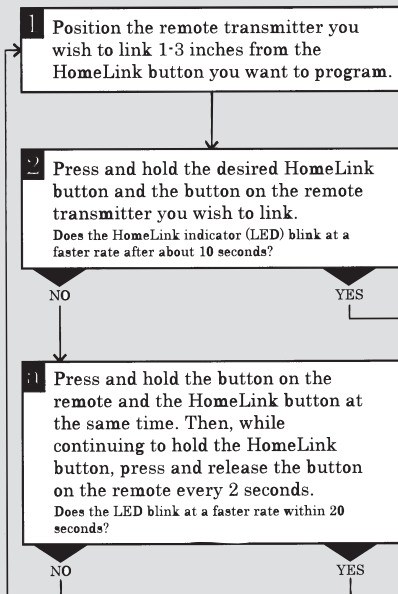 1 Position the remote transmitter you
wish to link 1-3 inches from the
HomeLink button you want to program.
2 Press and hold the desired HomeLink
button and the button on the remote
transmitter you wish to link.
Does the HomeLink indicator (LED) blink at a
faster rate after about 10 seconds?
NO
YES
Press and hold the button on the
remote and the HomeLink button at
the same time. Then, while
continuing to hold the HomeLink
button, press and release the button
on the remote every 2 seconds.
Does the LED blink at a faster rate within 20
seconds?
NO
YES